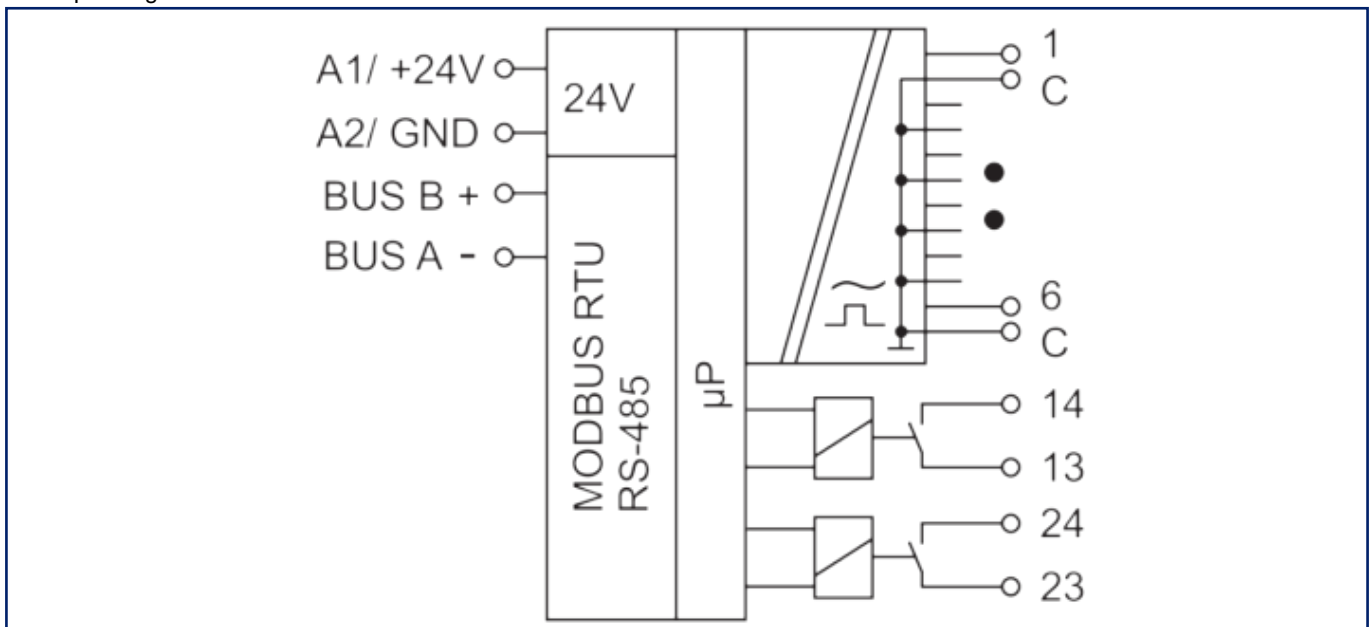 A1/ +24V
A2/ GND
BUS B +
BUS A -
24V
MODBUS RTU
RS-485
µP
1
C
6
C
14
13
24
23